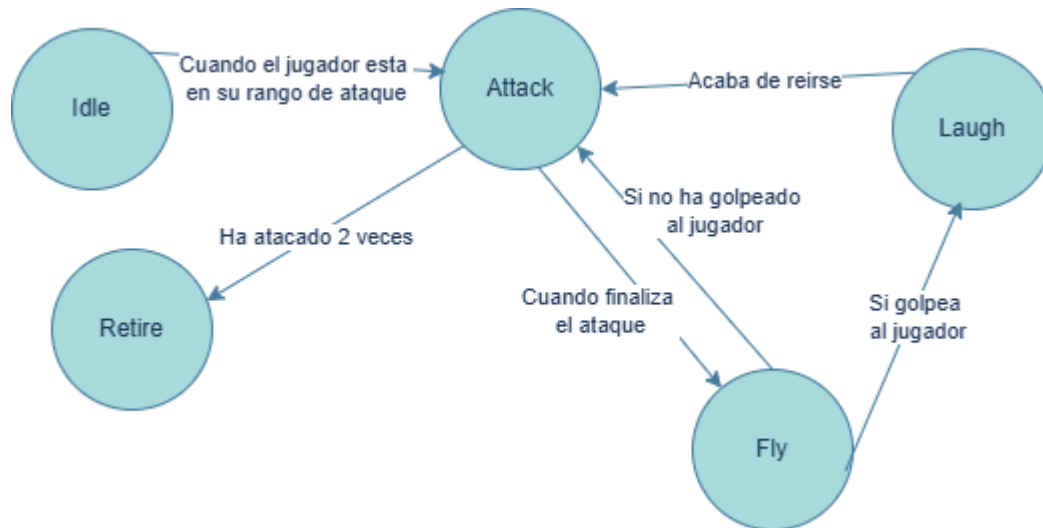 Idle
Cuando el jugador esta
en su rango de ataque
Attack
Acaba de reirse
Laugh
Si no ha golpeado
al jugador
Ha atacado 2 veces
Retire
Cuando finaliza
el ataque
Si golpea
al jugador
Fly